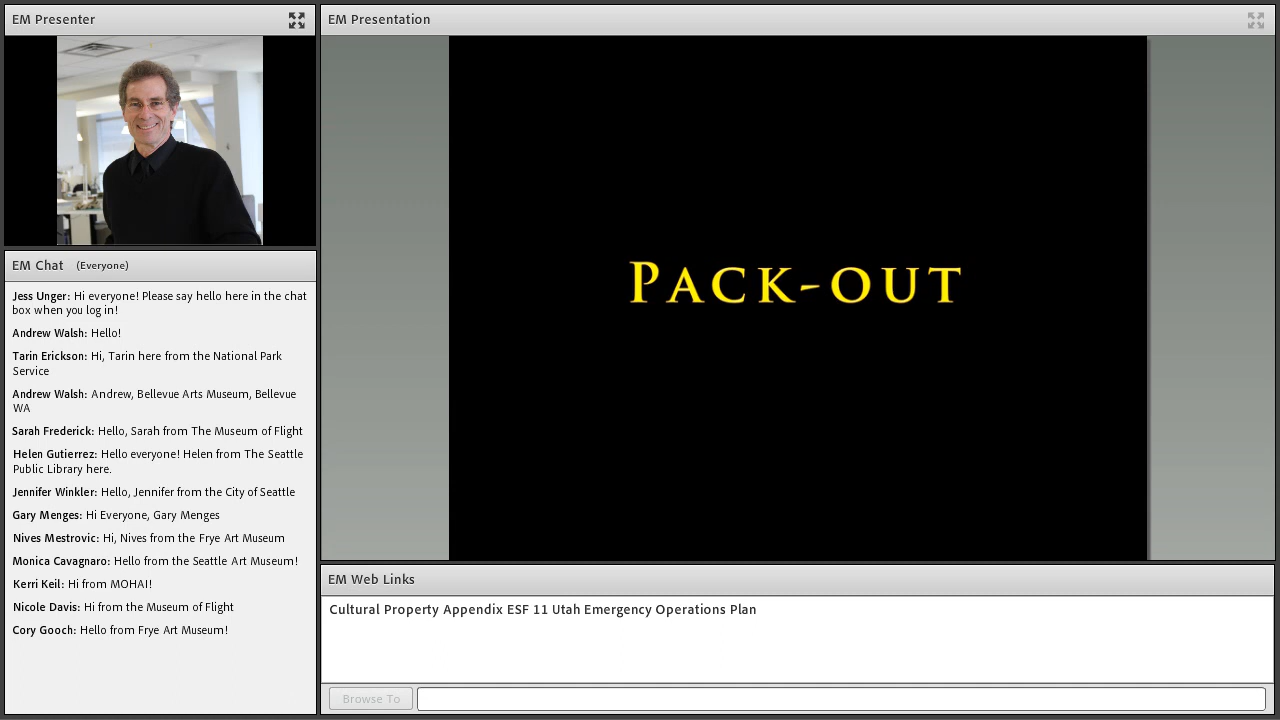 EM Presenter
EM Chat (Everyone)
Jess Unger: Hi everyone! Please say hello here in the chat
box when you log in!
Andrew Walsh: Hello!
Tarin Erickson: Hi, Tarin here from the National Park
Service
Andrew Walsh: Andrew, Bellevue Arts Museum, Bellevue
WA
Sarah Frederick: Hello, Sarah from The Museum of Flight
Helen Gutierrez: Hello everyone! Helen from The Seattle
Public Library here.
Jennifer Winkler: Hello, Jennifer from the City of Seattle
Gary Menges: Hi Everyone, Gary Menges
Nives Mestrovic: Hi, Nives from the Frye Art Museum
Monica Cavagnaro: Hello from the Seattle Art Museum!
Kerri Keil: Hi from MOHAI!
Nicole Davis: Hi from the Museum of Flight
Cory Gooch: Hello from Frye Art Museum!
EM Presentation
PACK-OUT
EM Web Links
Cultural Property Appendix ESF 11 Utah Emergency Operations Plan
Browse To